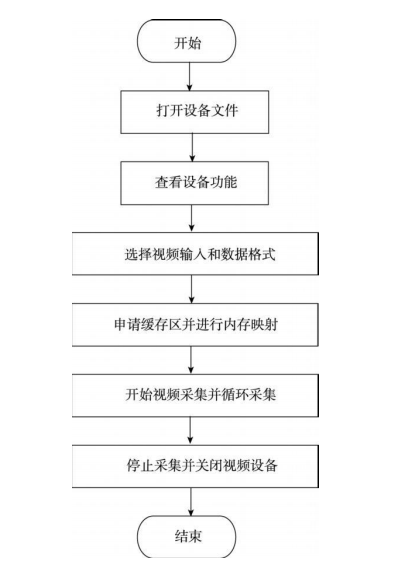 开始
打开设备文件
查看设备功能
选择视频输入和数据格式
申请缓存区并进行内存映射
开始视频采集并循环采集
停止采集并关闭视频设备
结束